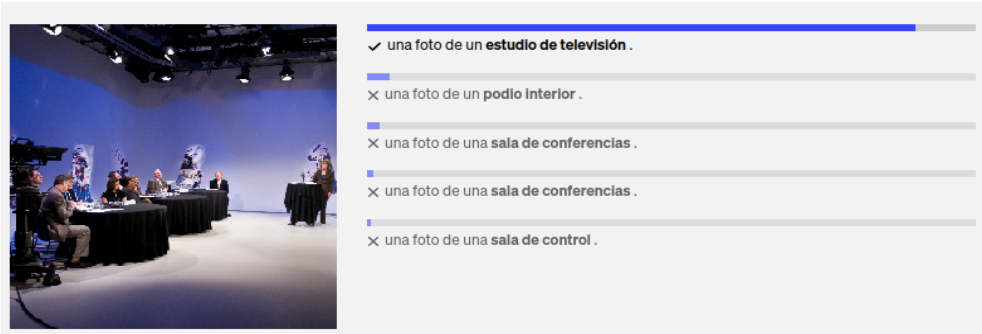 una foto de un estudio de televisión .
una foto de un podio interior .
una foto de una sala de conferencias .
una foto de una sala de conferencias .
una foto de una sala de control .